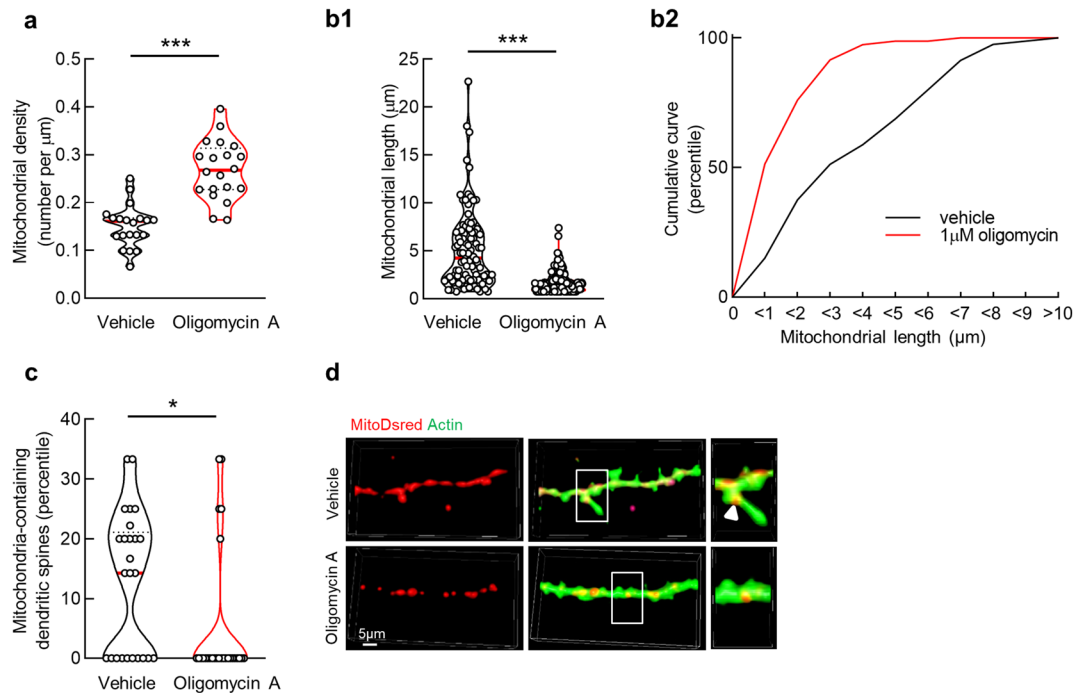 a
***
Mitochondrial density
(number per μm)
0.5
0.4
0.3
0.2
0.1
0.0
Vehicle Oligomycin A
b1
***
Mitochondrial length (μm)
25
20
15
10
5
0
Vehicle Oligomycin A
b2
Cumulative curve
(percentile)
100
50
0
vehicle
1μM oligomycin
0 <1 <2 <3 <4 <5 <6 <7 <8 <9 >10
Mitochondrial length (μm)
c
*
Mitochondria-containing
dendritic spines (percentile)
40
30
20
10
0
Vehicle Oligomycin A
d
MitoDsred Actin
Vehicle
Oligomycin A
5μm